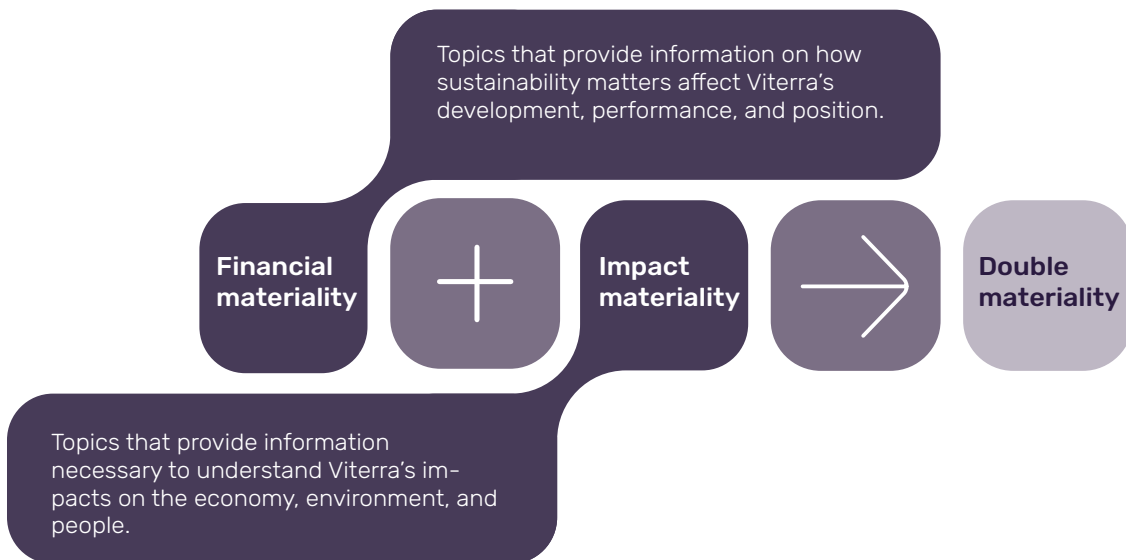 Topics that provide information on how
sustainability matters affect Viterra’s
development, performance, and position.
Financial
materiality
Impact
materiality
Double
materiality
Topics that provide information
necessary to understand Viterra’s im-
pacts on the economy, environment, and
people.